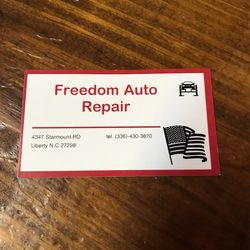 Freedom Auto
Repair
4347 Starmount RD
tel. (336)-430-3870
Liberty N.C 27298